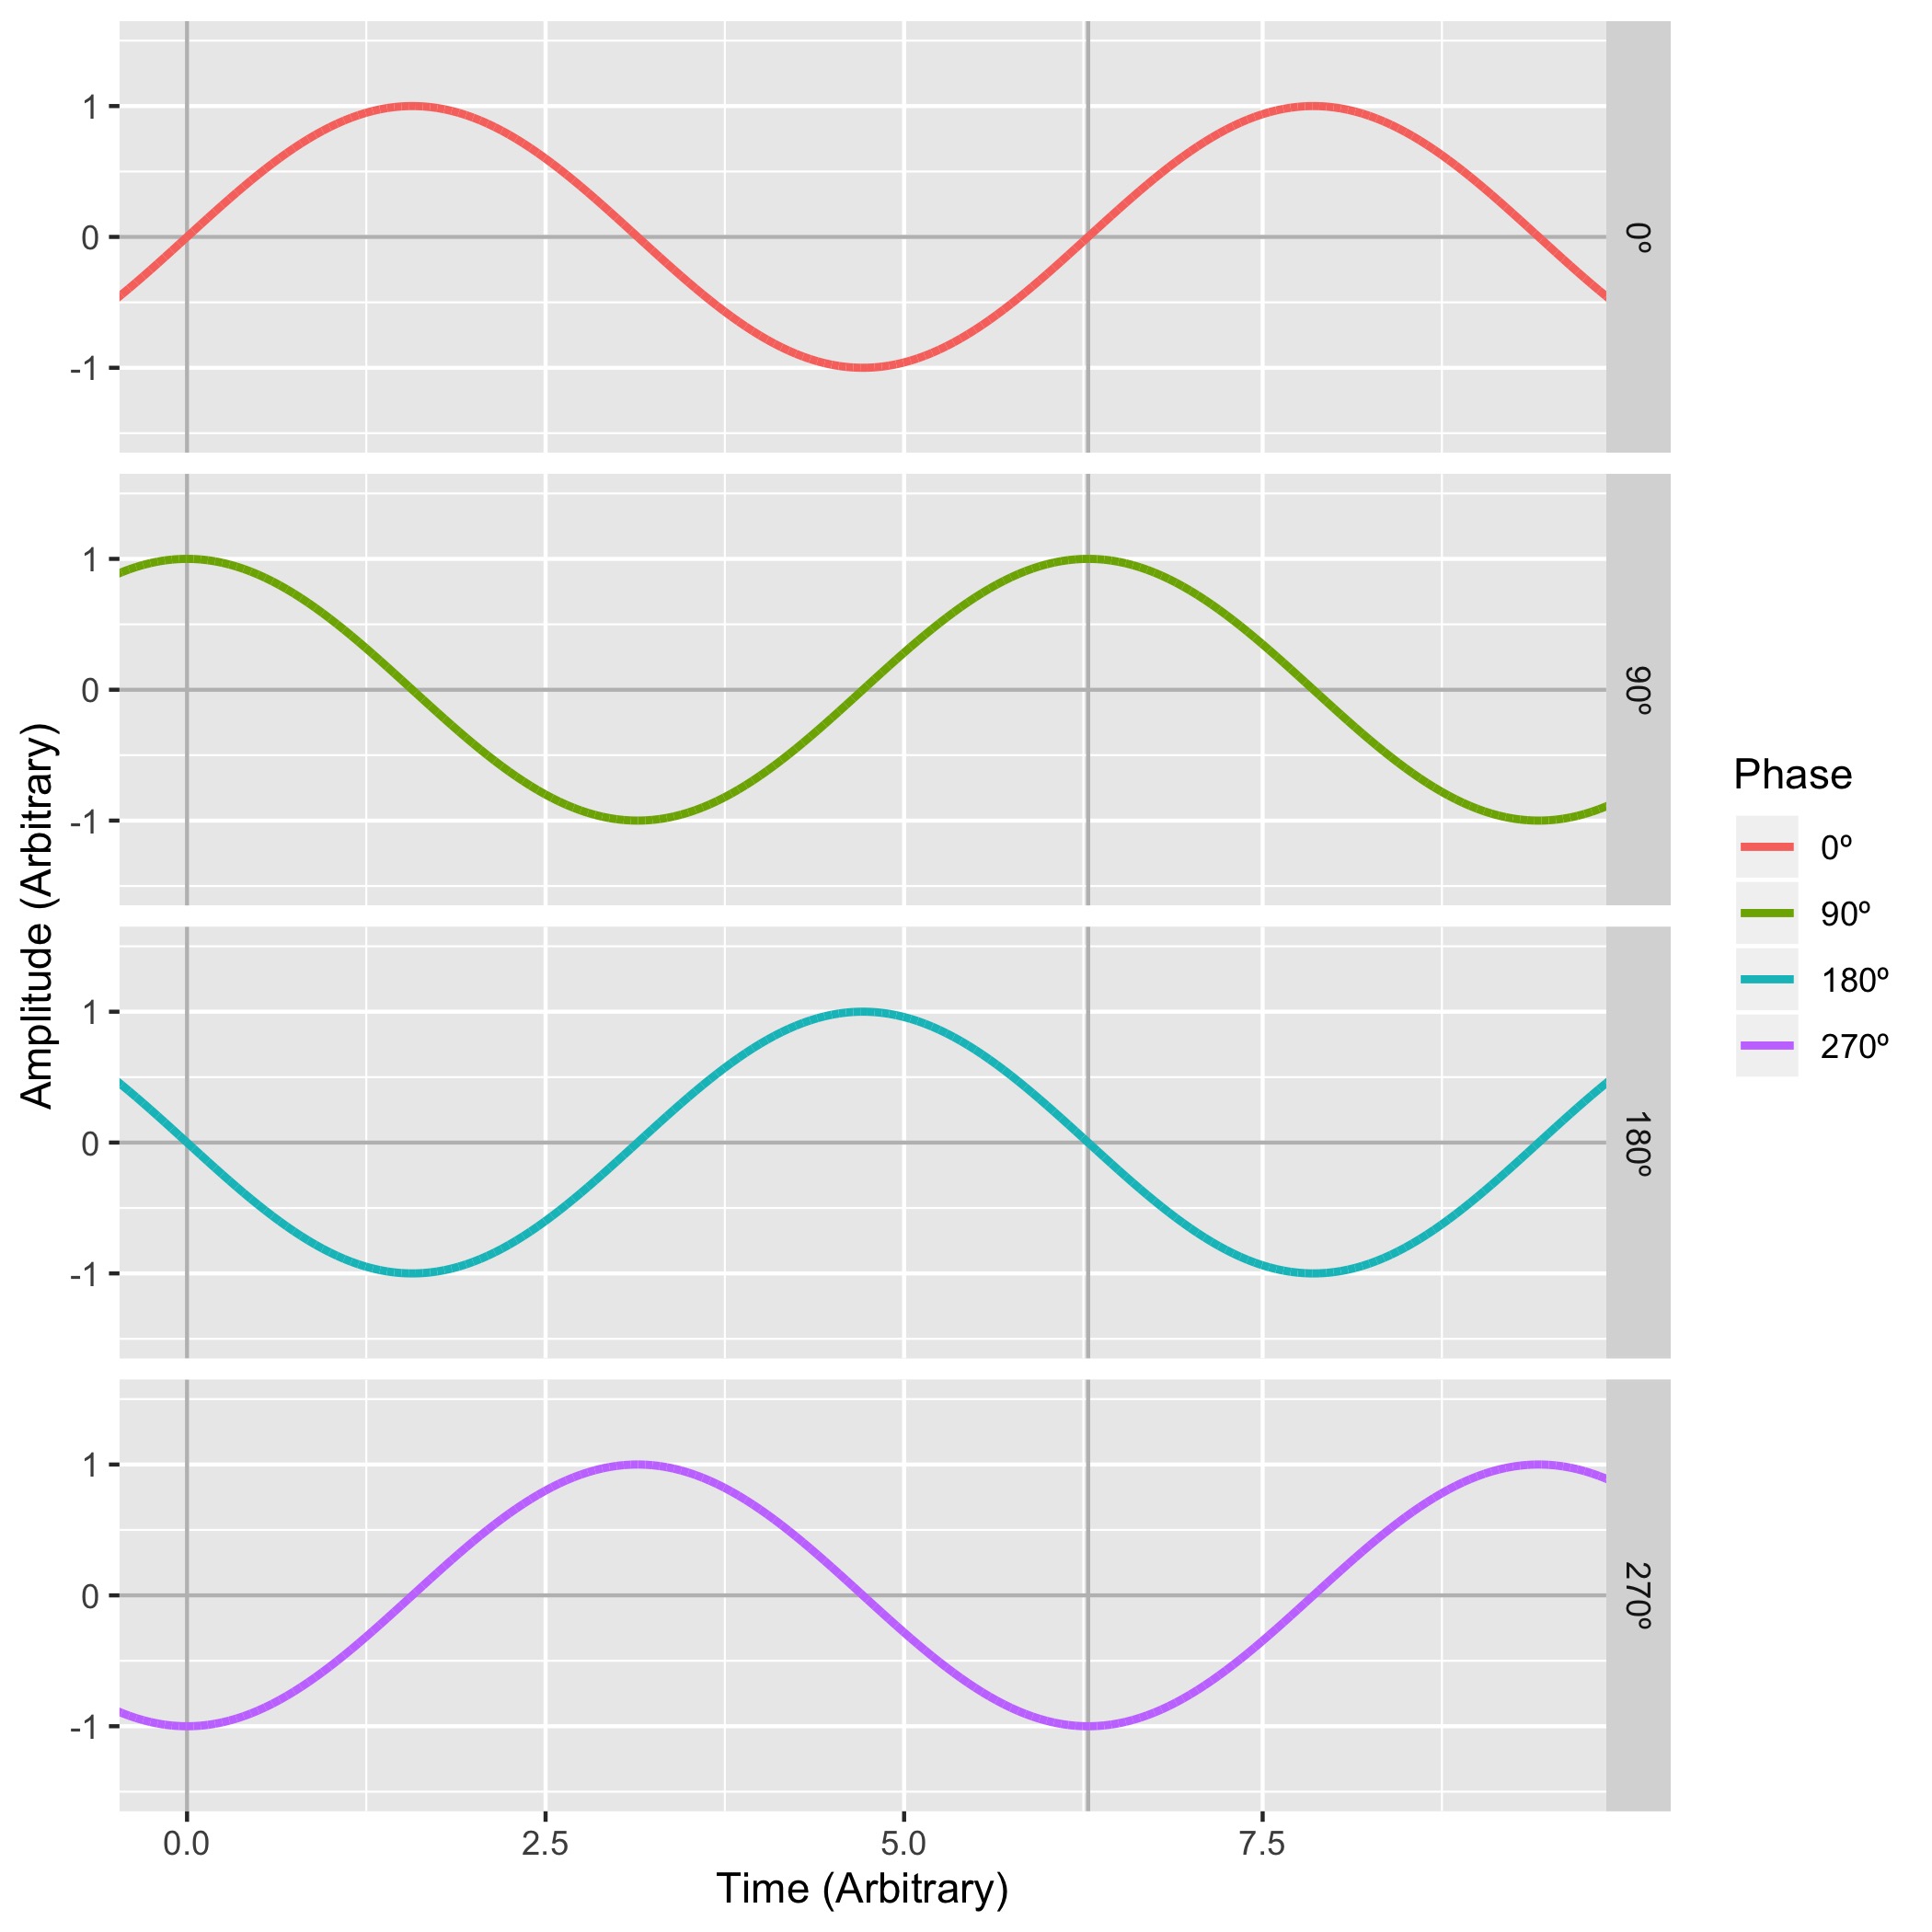 1
0
-1
0º
1
0
-1
90º
1
0
-1
180º
1
0
-1
270º
0.0
2.5
5.0
7.5
Time (Arbitrary)
Amplitude (Arbitrary)
Phase
0º
90º
180º
270º